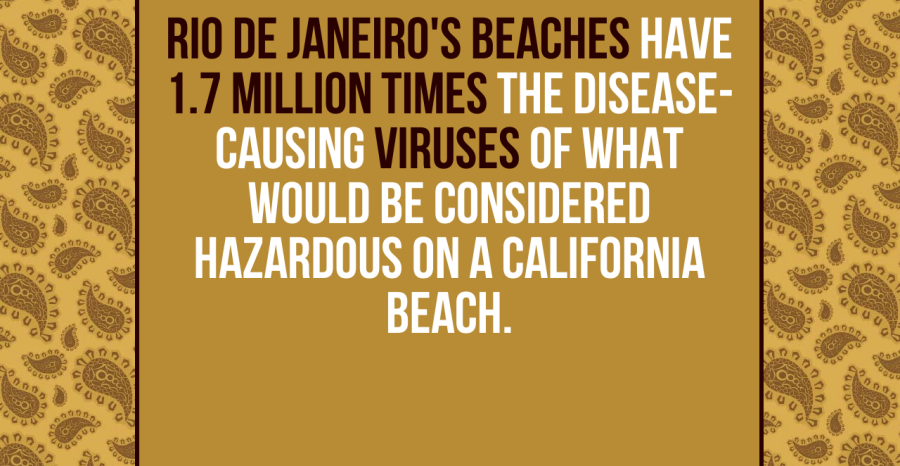 RIO DE JANEIRO'S BEACHES HAVE
1.7 MILLION TIMES THE DISEASE-
CAUSING VIRUSES OF WHAT
WOULD BE CONSIDERED
HAZARDOUS ON A CALIFORNIA
BEACH.